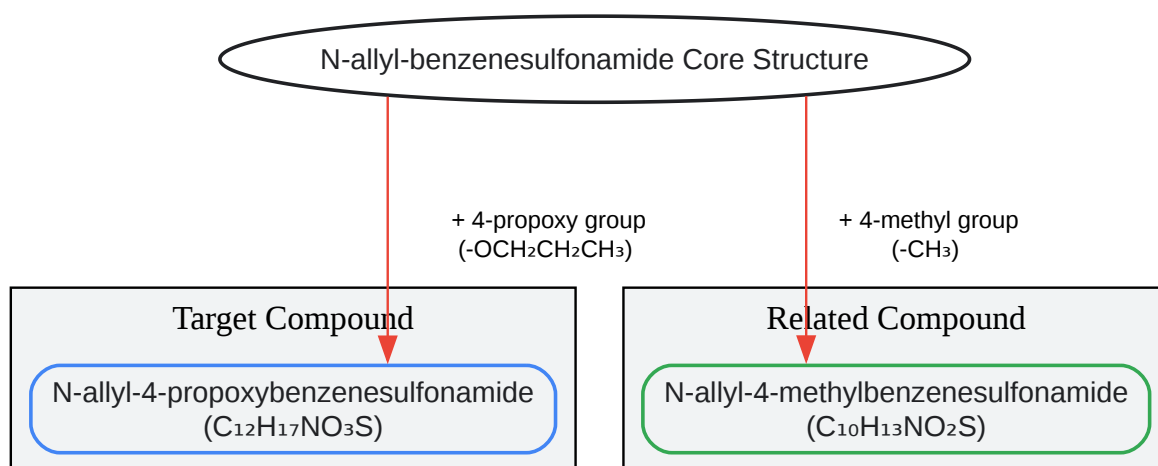 N-allyl-benzenesulfonamide Core Structure
+ 4-propoxy group
(-OCH₂CH₂CH₃)
+ 4-methyl group
(-CH₃)
Target Compound
N-allyl-4-propoxybenzenesulfonamide
(C₁₂H₁₇NO₃S)
Related Compound
N-allyl-4-methylbenzenesulfonamide
(C₁₀H₁₃NO₂S)